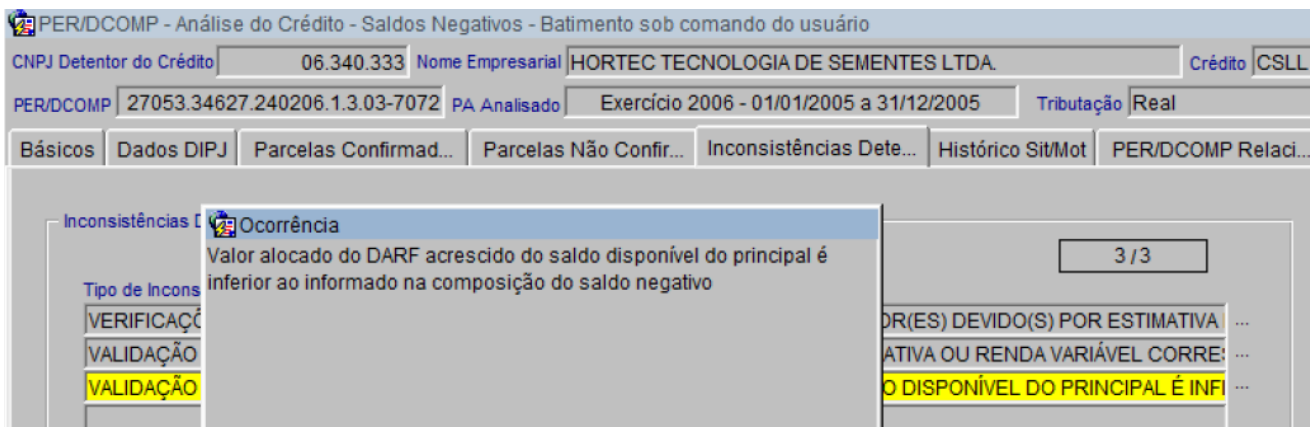 PER/DCOMP - Análise do Crédito - Saldos Negativos - Batimento sob comando do usuário
CNPJ Detentor do Crédito 06.340.333 Nome Empresarial HORTEC TECNOLOGIA DE SEMENTES LTDA. Crédito CSLL
PER/DCOMP 27053.34627.240206.1.3.03-7072 PA Analisado Exercício 2006 - 01/01/2005 a 31/12/2005 Tributação Real
Básicos Dados DIPJ Parcelas Confirmad... Parcelas Não Confir... Inconsistências Dete... Histórico Sit/Mot PER/DCOMP Relaci...
Inconsistências D
Ocorrência
Valor alocado do DARF acrescido do saldo disponível do principal é
inferior ao informado na composição do saldo negativo
3 / 3
Tipo de Incons
VERIFICAÇÕ OR(ES) DEVIDO(S) POR ESTIMATIVA ...
VALIDAÇÃO ATIVA OU RENDA VARIÁVEL CORRES ...
VALIDAÇÃO O DISPONÍVEL DO PRINCIPAL É INFI ...